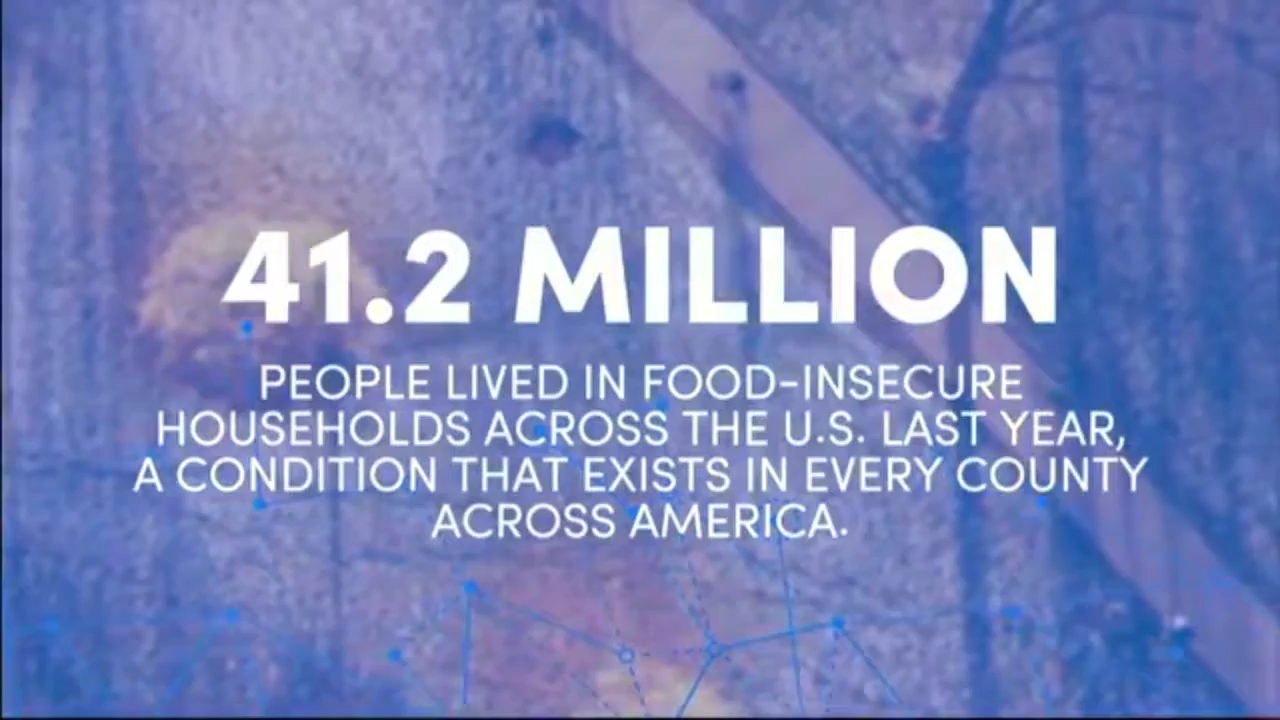 41.2 MILLION
PEOPLE LIVED IN FOOD-INSECURE
HOUSEHOLDS ACROSS THE U.S. LAST YEAR,
A CONDITION THAT EXISTS IN EVERY COUNTY
ACROSS AMERICA.